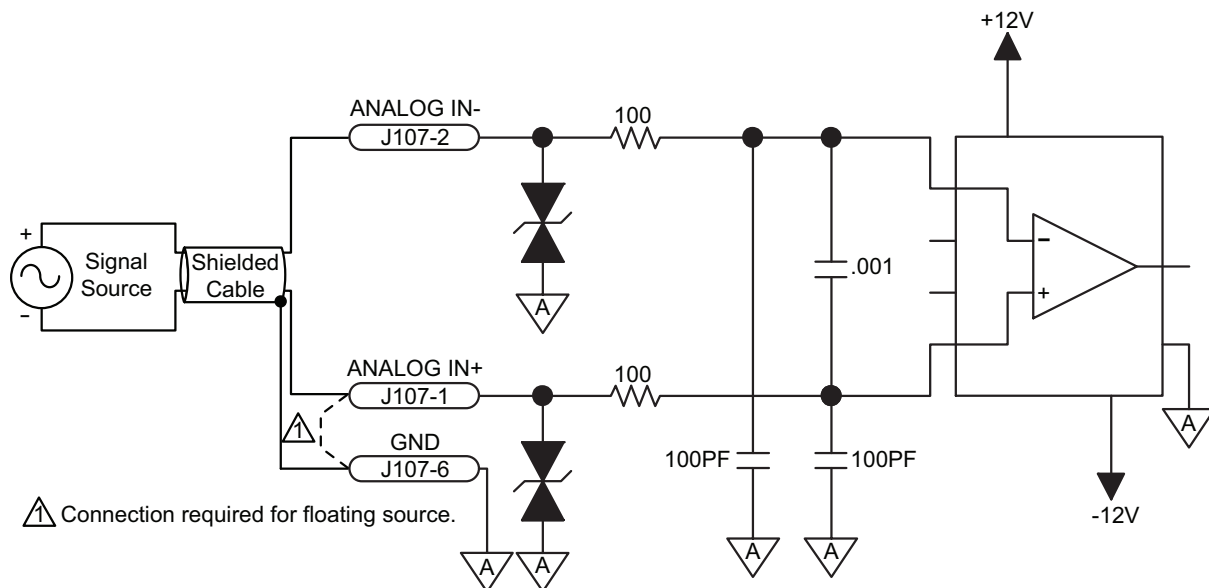 +12V
ANALOG IN-
J107-2
100
+
Signal
Source
−
Shielded
Cable
A
.001
−
+
ANALOG IN+
J107-1
100
1
GND
J107-6
100PF
100PF
A
-12V
1 Connection required for floating source.
A
A
A
A